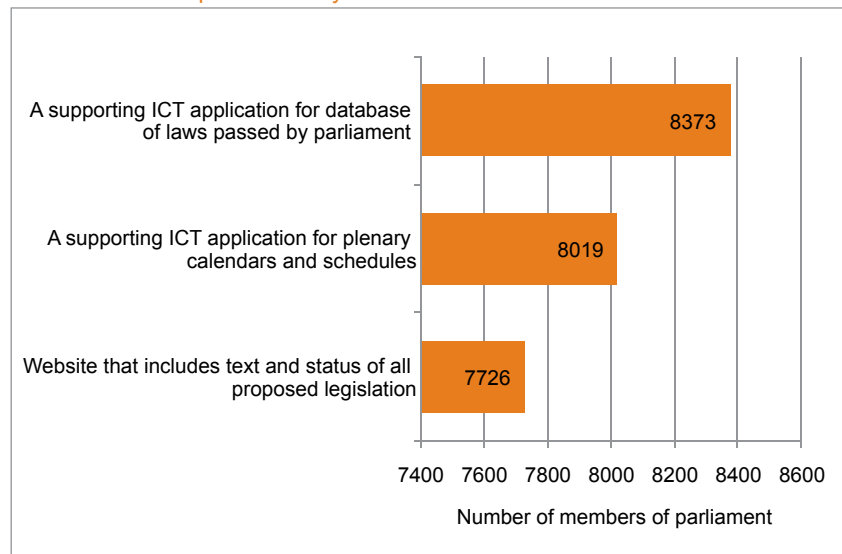 A supporting ICT application for database
of laws passed by parliament
8373
A supporting ICT application for plenary
calendars and schedules
8019
Website that includes text and status of all
proposed legislation
7726
7400 7600 7800 8000 8200 8400 8600
Number of members of parliament